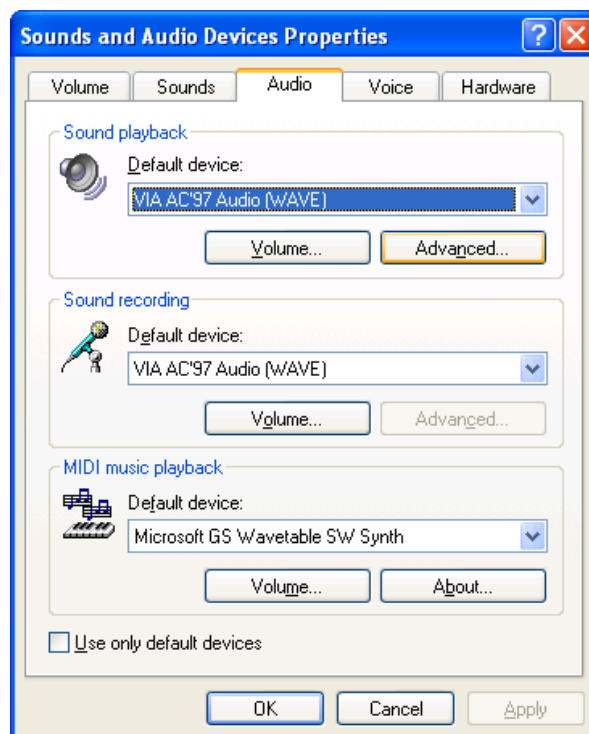 Sounds and Audio Devices Properties
Volume Sounds Audio Voice Hardware
Sound playback
Default device:
VIA AC'97 Audio (WAVE)
Volume... Advanced...
Sound recording
Default device:
VIA AC'97 Audio (WAVE)
Volume... Advanced...
MIDI music playback
Default device:
Microsoft GS Wavetable SW Synth
Volume... About...
Use only default devices
OK Cancel Apply